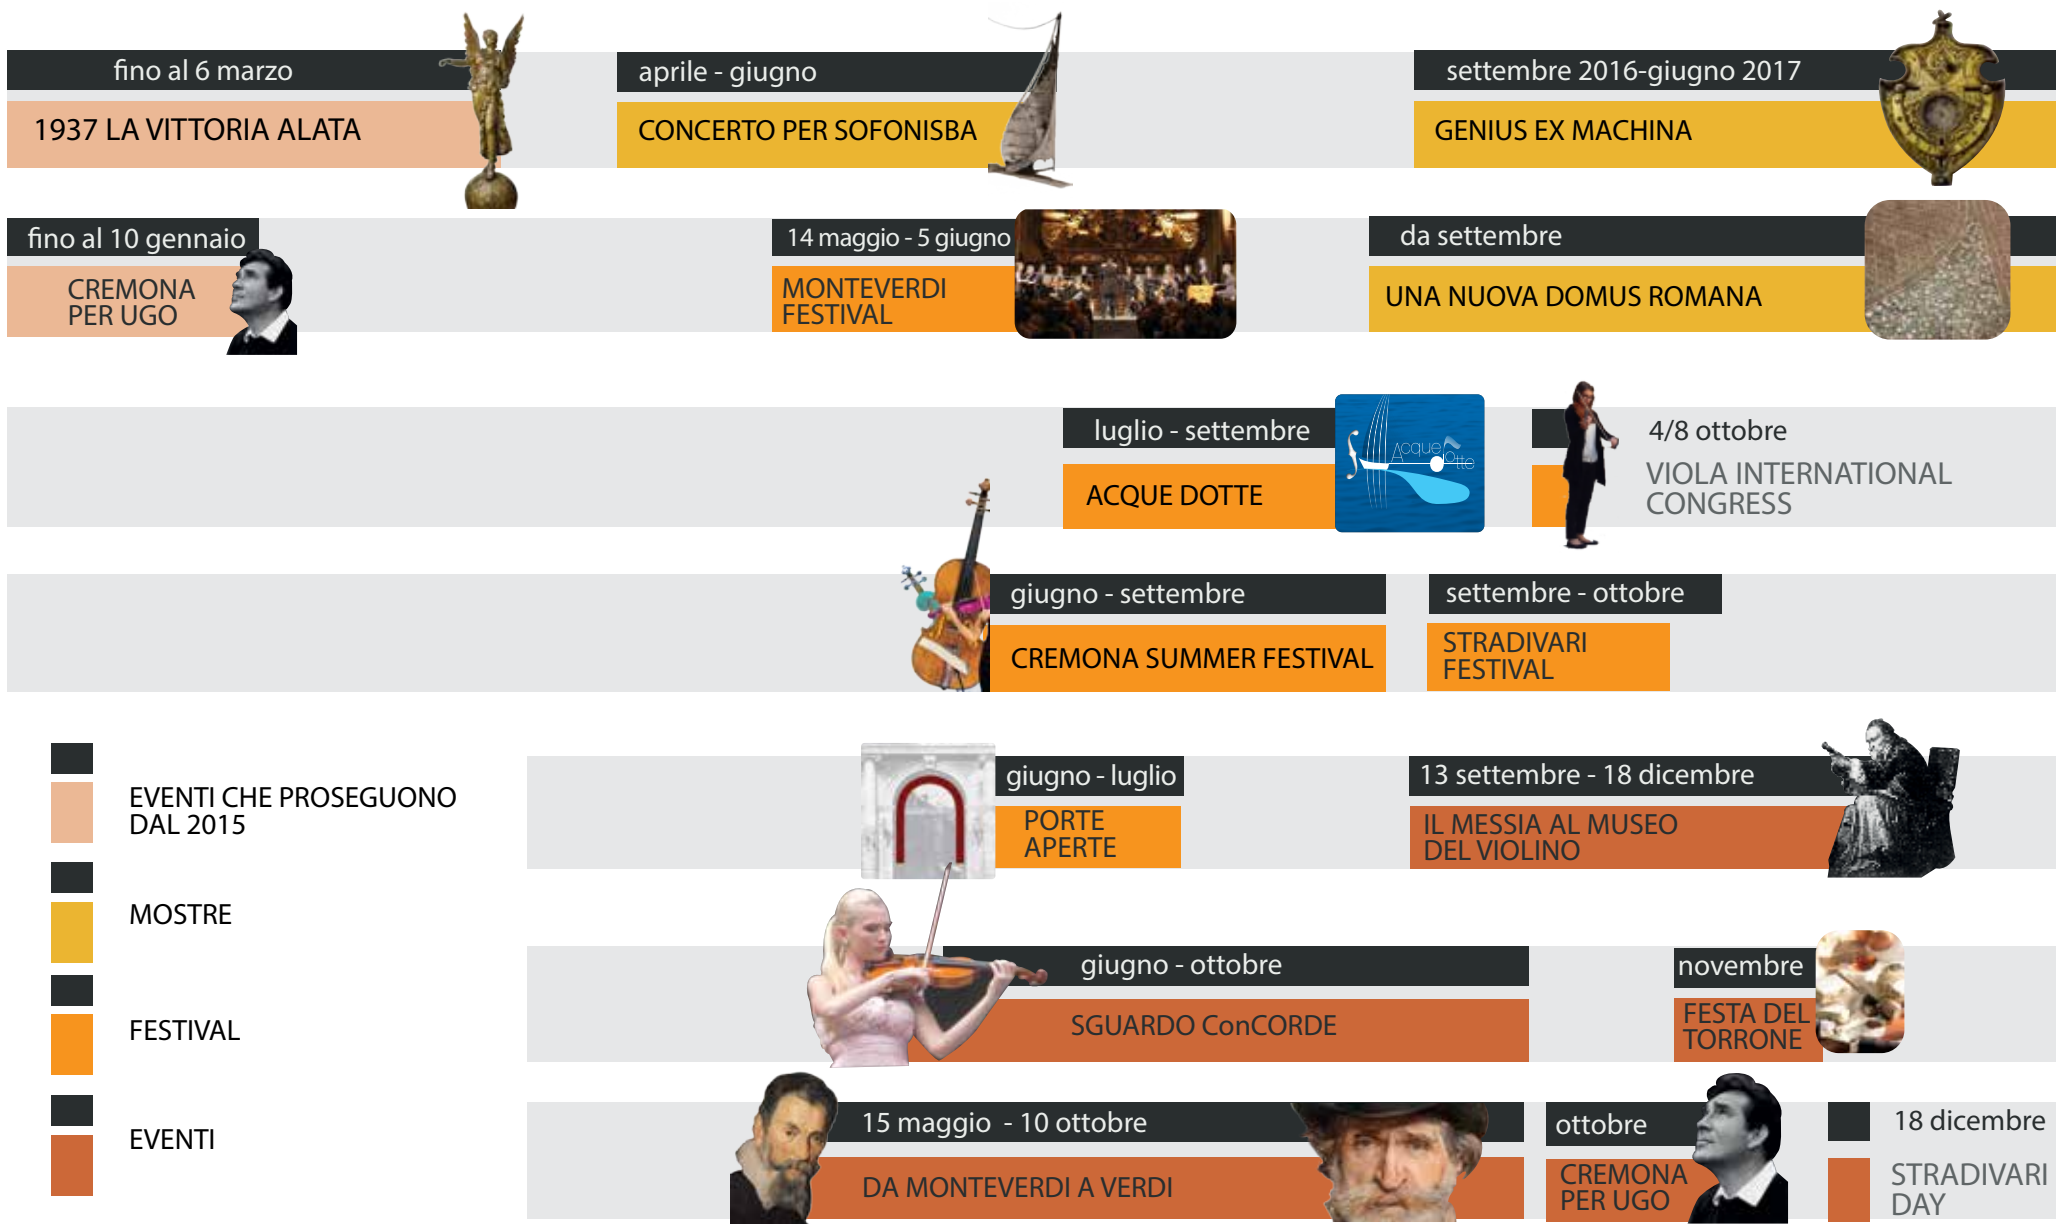 fino al 6 marzo
1937 LA VITTORIA ALATA
aprile - giugno
CONCERTO PER SOFONISBA
settembre 2016-giugno 2017
GENIUS EX MACHINA
fino al 10 gennaio
CREMONA
PER UGO
14 maggio - 5 giugno
MONTEVERDI
FESTIVAL
da settembre
UNA NUOVA DOMUS ROMANA
luglio - settembre
ACQUE DOTTE
Acque
Dotte
4/8 ottobre
VIOLA INTERNATIONAL
CONGRESS
giugno - settembre
CREMONA SUMMER FESTIVAL
settembre - ottobre
STRADIVARI
FESTIVAL
giugno - luglio
PORTE
APERTE
13 settembre - 18 dicembre
IL MESSIA AL MUSEO
DEL VIOLINO
giugno - ottobre
SGUARDO ConCORDE
novembre
FESTA DEL
TORRONE
15 maggio - 10 ottobre
DA MONTEVERDI A VERDI
ottobre
CREMONA
PER UGO
18 dicembre
STRADIVARI
DAY
EVENTI CHE PROSEGUONO
DAL 2015
MOSTRE
FESTIVAL
EVENTI